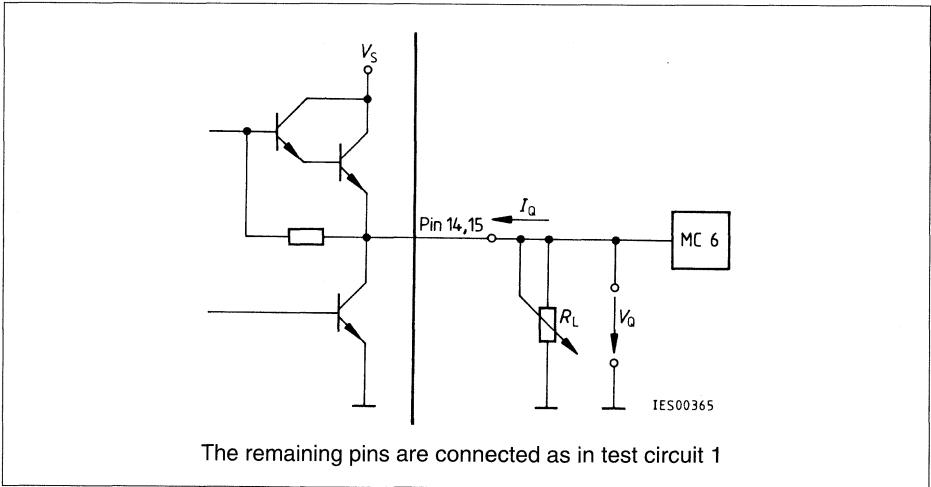 V_S
Pin 14,15
I_Q
MC 6
R_L
V_Q
IES00365
The remaining pins are connected as in test circuit 1